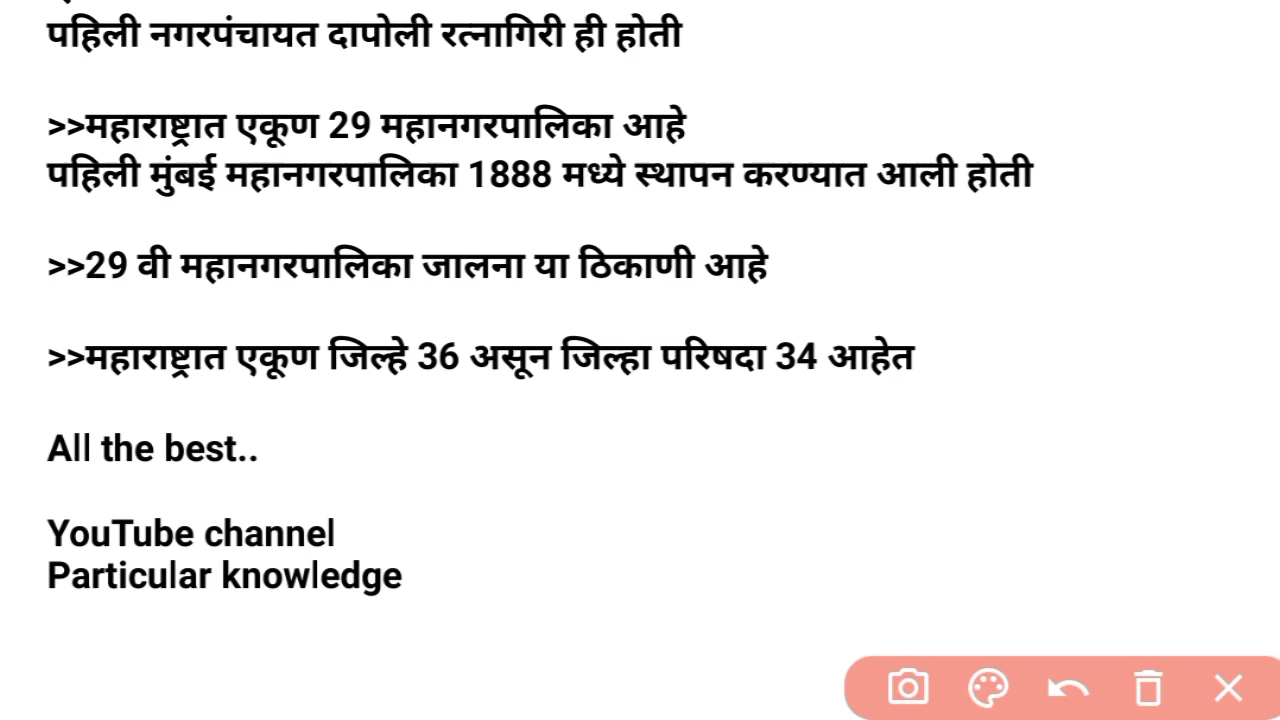 पहिली नगरपंचायत दापोली रत्नागिरी ही होती
>>महाराष्ट्रात एकूण 29 महानगरपालिका आहे
पहिली मुंबई महानगरपालिका 1888 मध्ये स्थापन करण्यात आली होती
>>29 वी महानगरपालिका जालना या ठिकाणी आहे
>>महाराष्ट्रात एकूण जिल्हे 36 असून जिल्हा परिषदा 34 आहेत
All the best..
YouTube channel
Particular knowledge